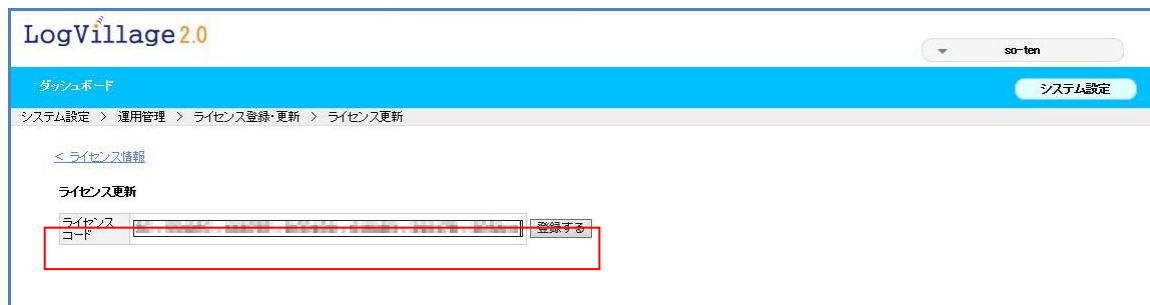 LogVillage 2.0
so-ten
ダッシュボード
システム設定
システム設定 > 運用管理 > ライセンス登録・更新 > ライセンス更新
< ライセンス情報
ライセンス更新
ライセンス
コード
登録する